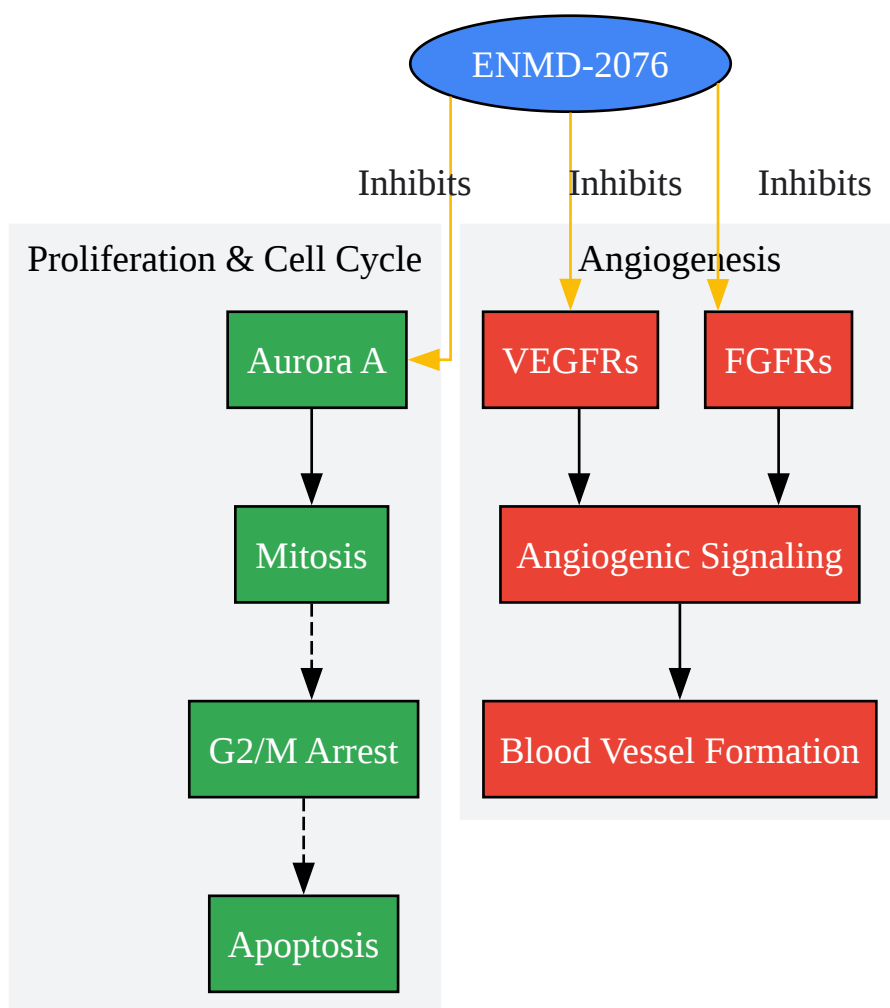 ENMD-2076
Inhibits
Inhibits
Inhibits
Proliferation & Cell Cycle
Angiogenesis
Aurora A
VEGFRs
FGFRs
Mitosis
Angiogenic Signaling
G2/M Arrest
Blood Vessel Formation
Apoptosis